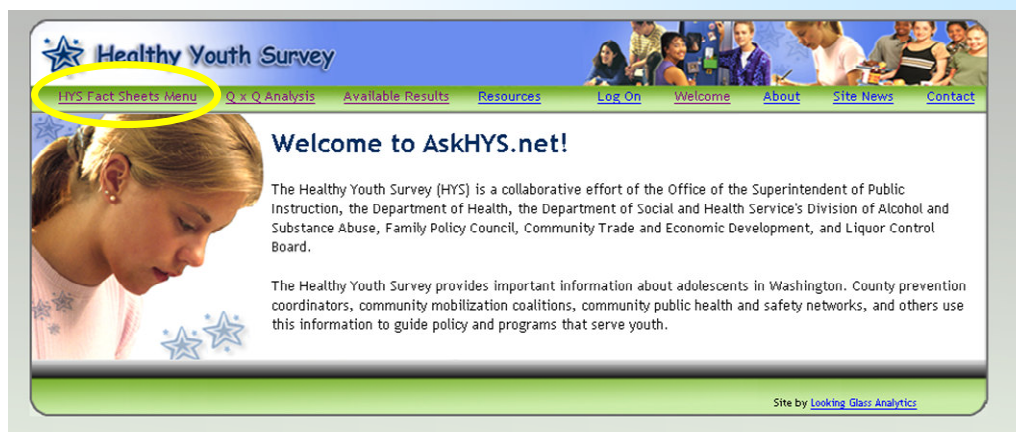 Healthy Youth Survey
HYS Fact Sheets Menu Q x Q Analysis Available Results Resources Log On Welcome About Site News Contact
Welcome to AskHYS.net!
The Healthy Youth Survey (HYS) is a collaborative effort of the Office of the Superintendent of Public
Instruction, the Department of Health, the Department of Social and Health Service's Division of Alcohol and
Substance Abuse, Family Policy Council, Community Trade and Economic Development, and Liquor Control
Board.
The Healthy Youth Survey provides important information about adolescents in Washington. County prevention
coordinators, community mobilization coalitions, community public health and safety networks, and others use
this information to guide policy and programs that serve youth.
Site by Looking Glass Analytics